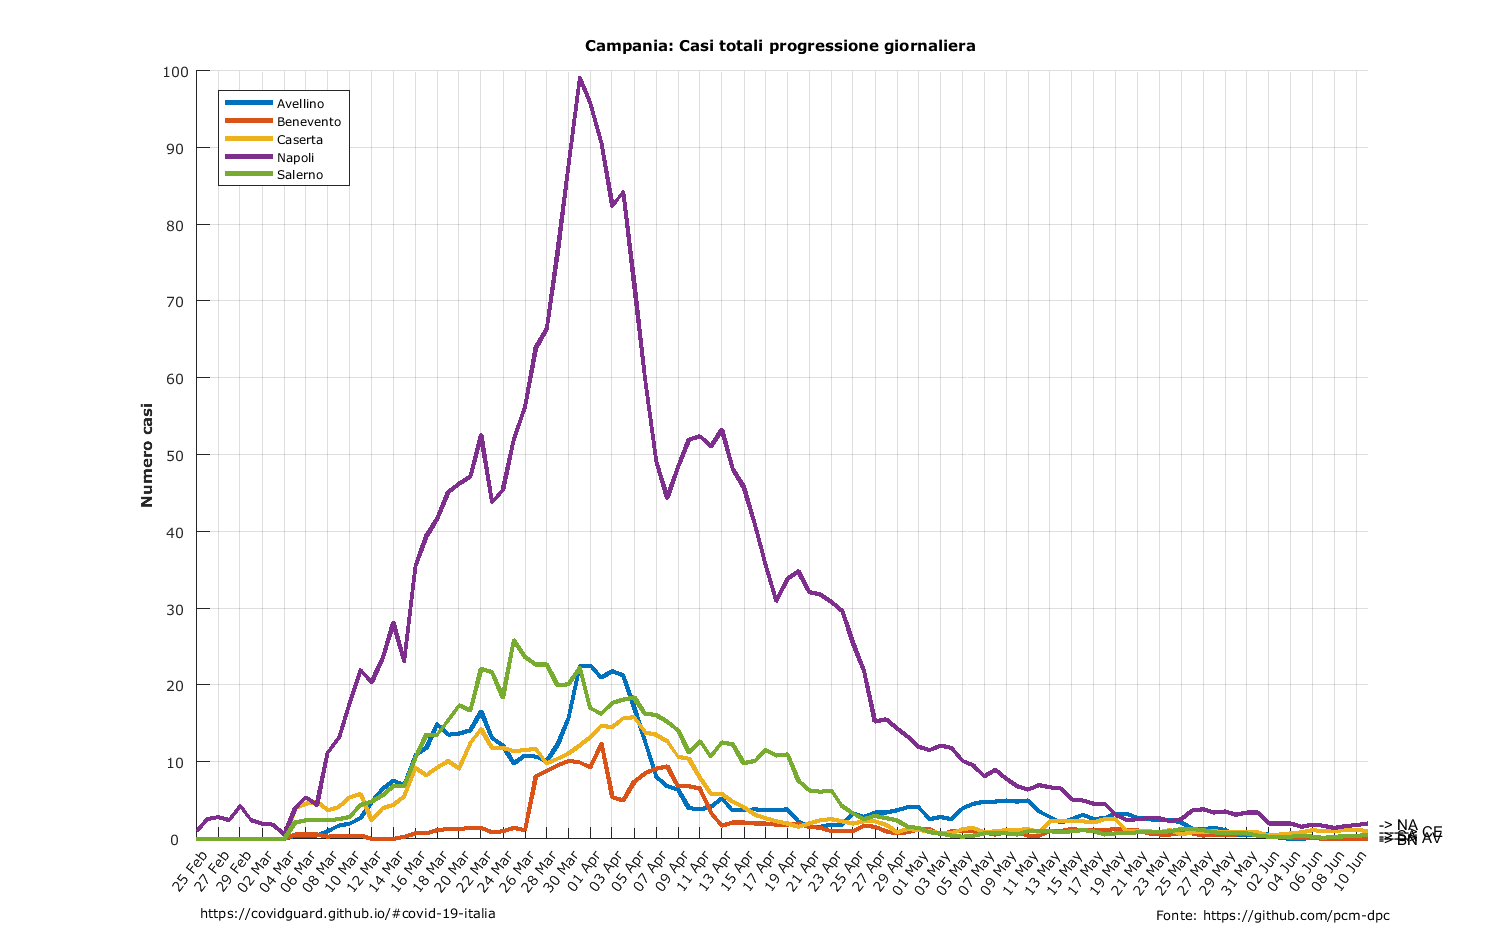 Campania: Casi totali progressione giornaliera
100
90
80
70
60
50
40
30
20
10
0
Numero casi
Avellino
Benevento
Caserta
Napoli
Salerno
-> NA
-> CE
-> SA
-> AV
-> BN
25 Feb
27 Feb
29 Feb
02 Mar
04 Mar
06 Mar
08 Mar
10 Mar
12 Mar
14 Mar
16 Mar
18 Mar
20 Mar
22 Mar
24 Mar
26 Mar
28 Mar
30 Mar
01 Apr
03 Apr
05 Apr
07 Apr
09 Apr
11 Apr
13 Apr
15 Apr
17 Apr
19 Apr
21 Apr
23 Apr
25 Apr
27 Apr
29 Apr
01 May
03 May
05 May
07 May
09 May
11 May
13 May
15 May
17 May
19 May
21 May
23 May
25 May
27 May
29 May
31 May
02 Jun
04 Jun
06 Jun
08 Jun
10 Jun
https://covidguard.github.io/#covid-19-italia
Fonte: https://github.com/pcm-dpc